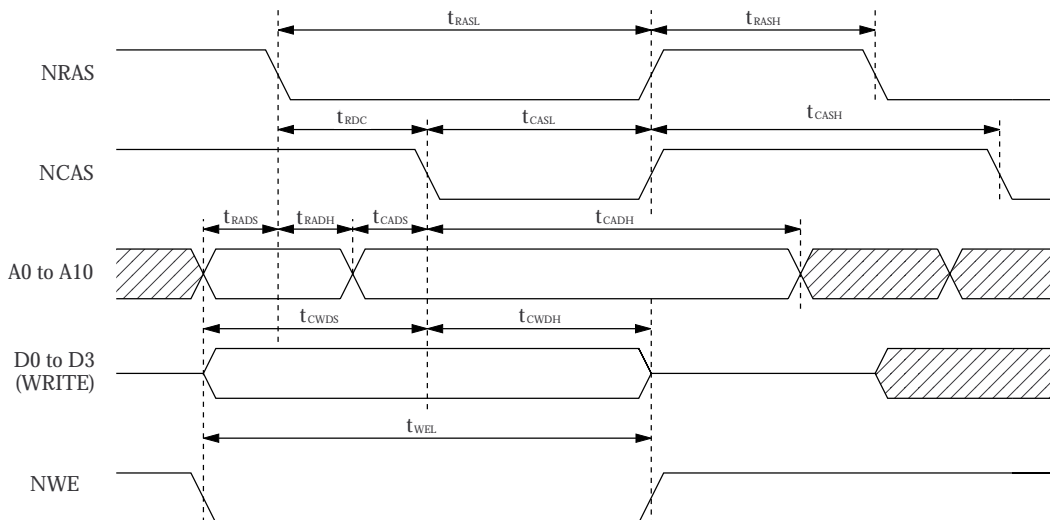 tRASL tRASH
NRAS
tRDC tCASL tCASH
NCAS
tRADS tRADH tCADS tCADH
A0 to A10
tCWDS tCWDH
D0 to D3
(WRITE)
tWEL
NWE